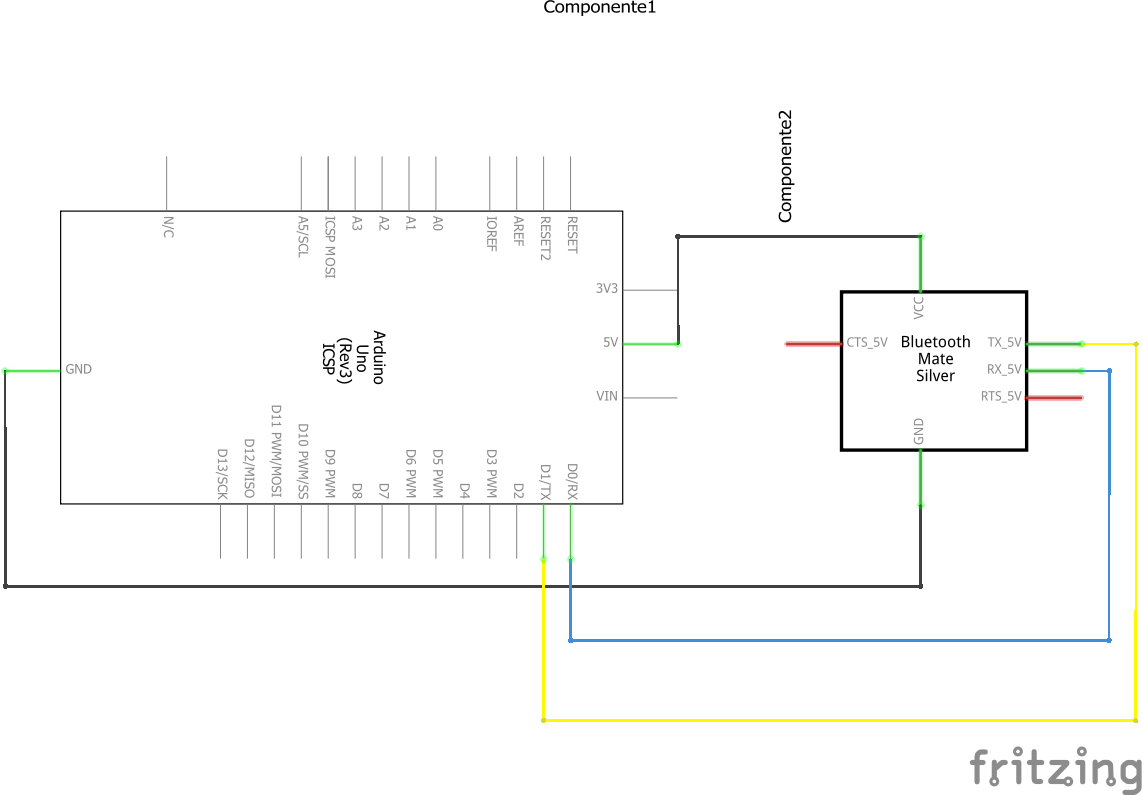 Componente1
Componente2
N/C
A5/SCL
ICSP MOSI
A3
A2
A1
A0
IOREF
AREF
RESET2
RESET
3V3
5V
VIN
GND
Arduino
Uno
(Rev3)
ICSP
D13/SCK
D12/MISO
D11 PWM/MOSI
D10 PWM/SS
D9 PWM
D8
D7
D6 PWM
D5 PWM
D4
D3 PWM
D2
D1/TX
D0/RX
VCC
CTS_5V
Bluetooth
Mate
Silver
TX_5V
RX_5V
RTS_5V
GND
fritzing